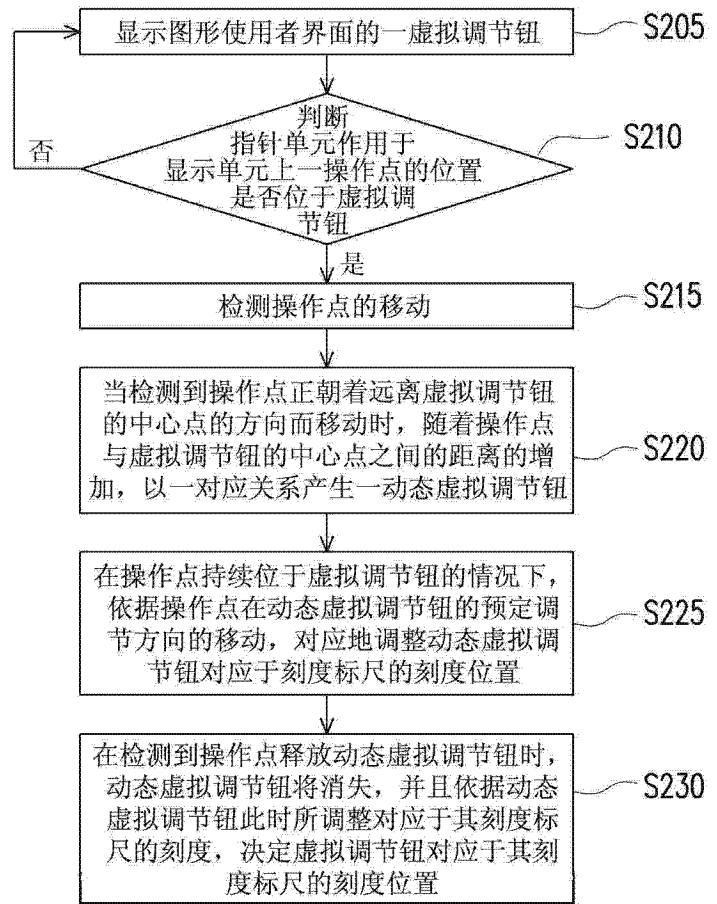 显示图形使用者界面的一虚拟调节钮
S205
判断
指针单元作用于
显示单元上一操作点的位置
是否位于虚拟调
节钮
S210
否
是
检测操作点的移动
S215
当检测到操作点正朝着远离虚拟调节钮
的中心点的方向而移动时，随着操作点
与虚拟调节钮的中心点之间的距离的增
加，以一对应关系产生一动态虚拟调节钮
S220
在操作点持续位于虚拟调节钮的情况下，
依据操作点在动态虚拟调节钮的预定调
节方向的移动，对应地调整动态虚拟调
节钮对应于刻度标尺的刻度位置
S225
在检测到操作点释放动态虚拟调节钮时，
动态虚拟调节钮将消失，并且依据动态
虚拟调节钮此时所调整对应于其刻度标
尺的刻度，决定虚拟调节钮对应于其刻
度标尺的刻度位置
S230